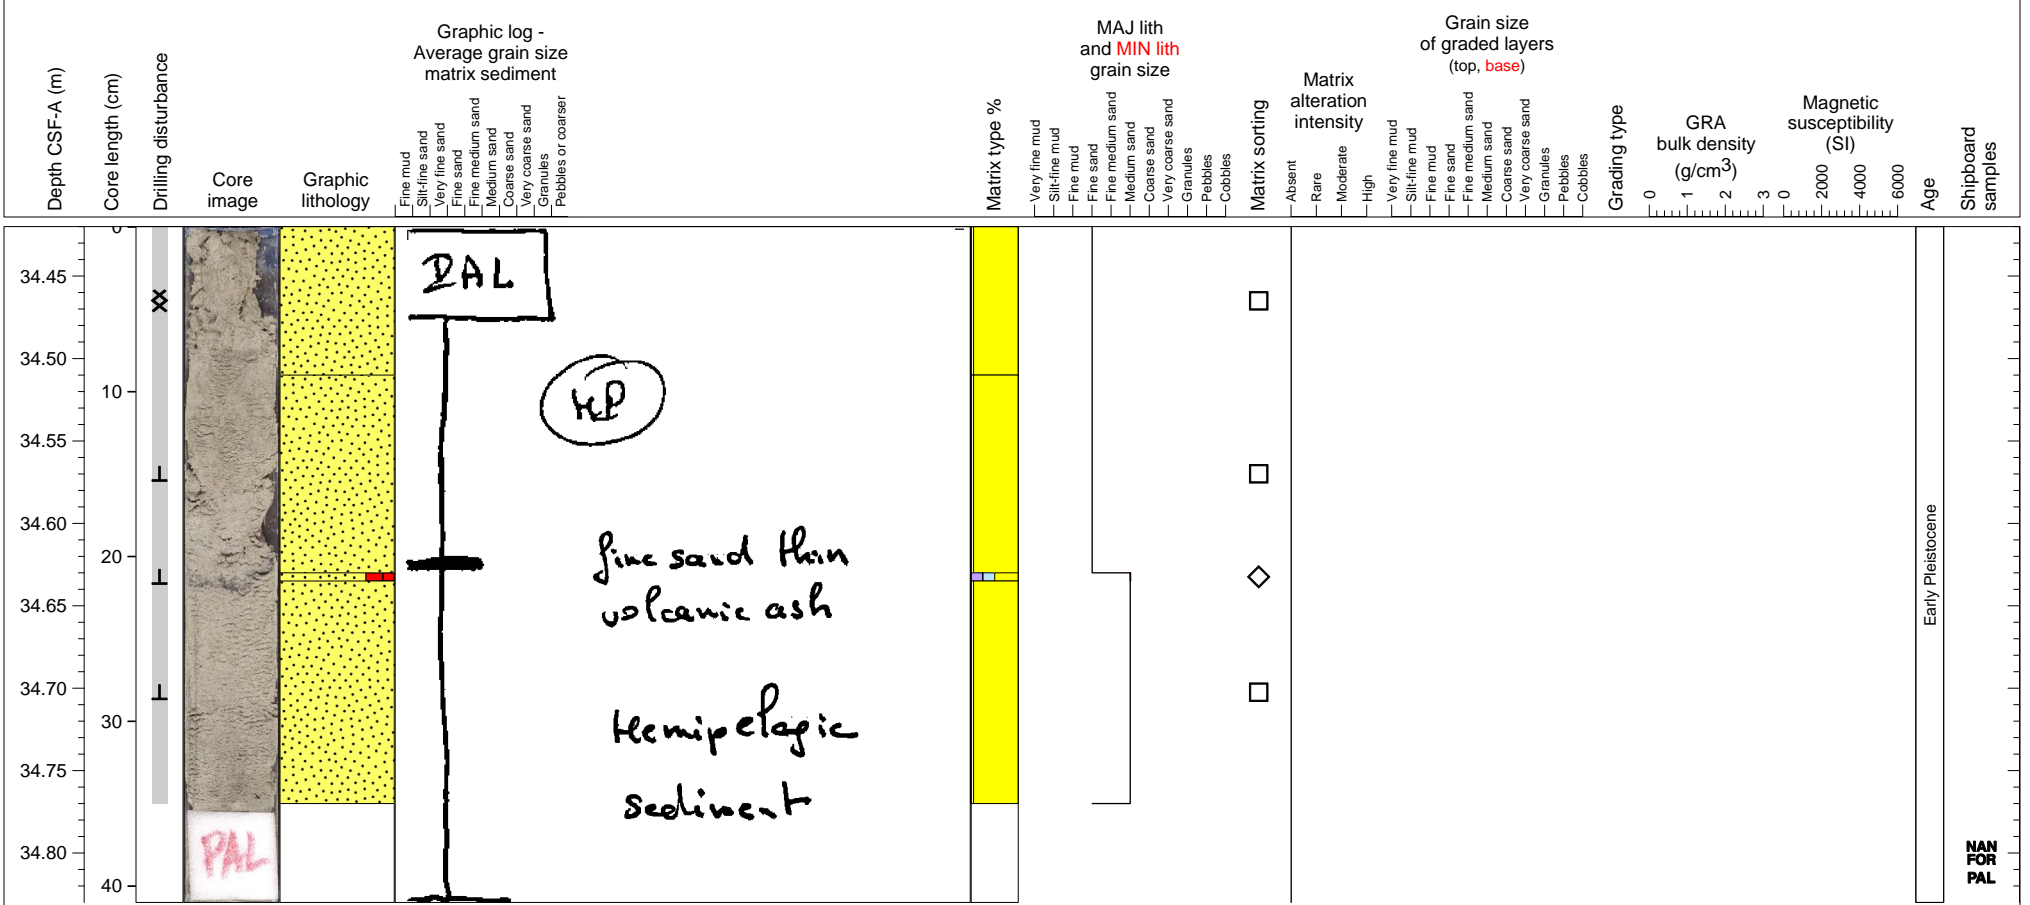 Depth CSF-A (m)
Core length (cm)
Drilling disturbance
Core
image
Graphic
lithology
Graphic log -
Average grain size
matrix sediment
Fine mud
Silt-fine sand
Very fine sand
Fine sand
Fine medium sand
Medium sand
Coarse sand
Very coarse sand
Granules
Pebbles or coarser
Matrix type %
MAJ lith
and MIN lith
grain size
Very fine mud
Silt-fine mud
Fine mud
Fine sand
Fine medium sand
Medium sand
Coarse sand
Very coarse sand
Granules
Pebbles
Cobbles
Matrix sorting
Matrix
alteration
intensity
Absent
Rare
Moderate
High
Grain size
of graded layers
(top, base)
Very fine mud
Silt-fine mud
Fine mud
Fine sand
Fine medium sand
Medium sand
Coarse sand
Very coarse sand
Granules
Pebbles
Cobbles
Grading type
GRA
bulk density
(g/cm3)
0 1 2 3
Magnetic
susceptibility
(SI)
0 2000 4000 6000
Age
Shipboard
samples
0
34.45
34.50
10
34.55
34.60
20
34.65
34.70
30
34.75
34.80
40
PAL
PAL
HP
fine sand thin
volcanic ash
Hemipelagic
sediment
Early Pleistocene
NAN
FOR
PAL